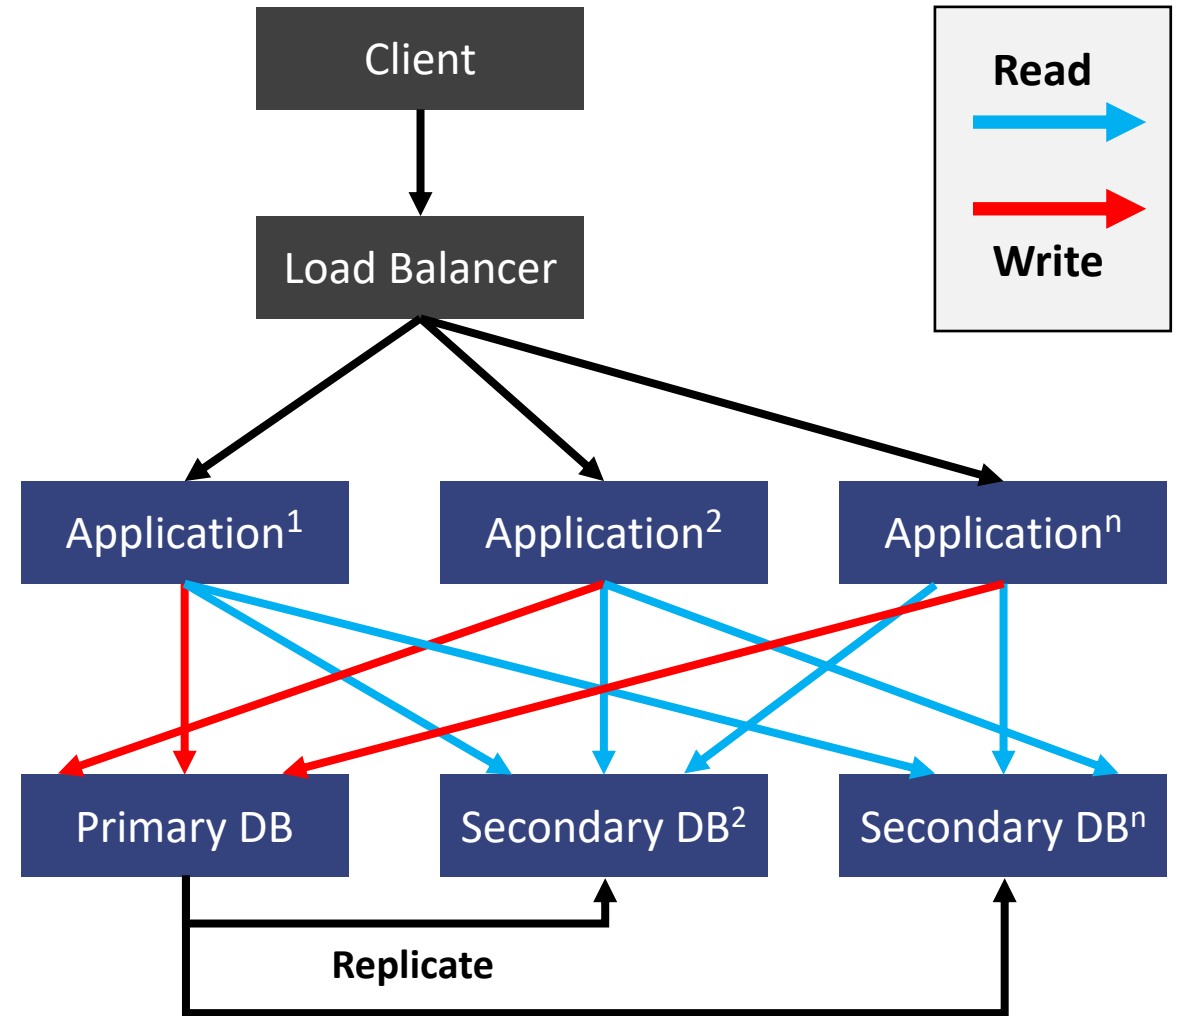 Client
Read
Load Balancer
Write
Application¹
Application²
Applicationⁿ
Primary DB
Secondary DB²
Secondary DBⁿ
Replicate